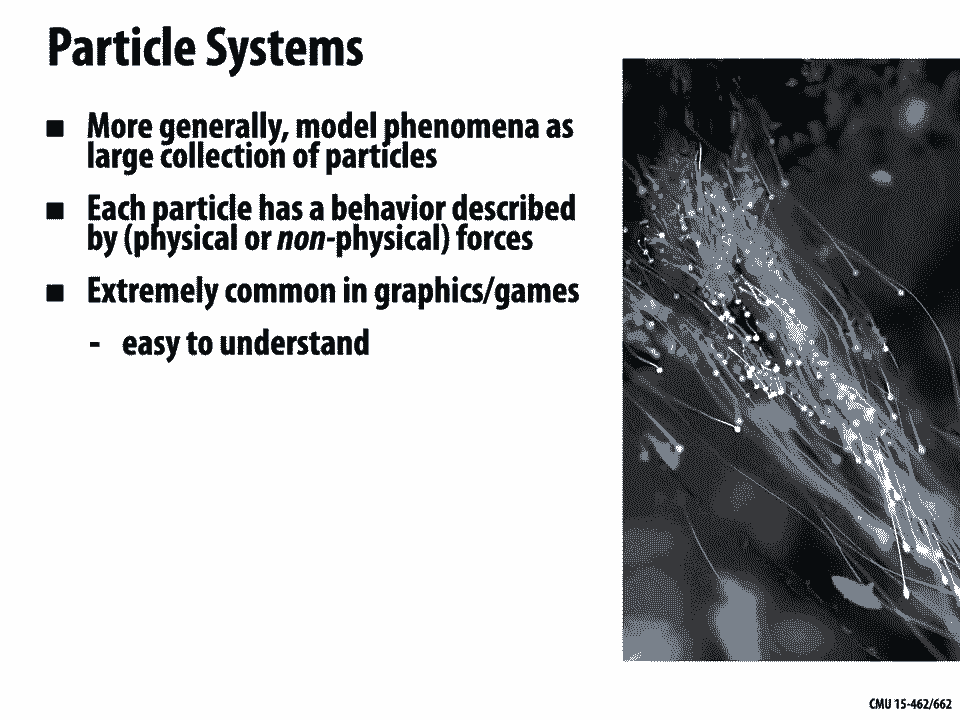 Particle Systems
■ More generally, model phenomena as
large collection of particles
■ Each particle has a behavior described
by (physical or non-physical) forces
■ Extremely common in graphics/games
- easy to understand
CMU 15-462/662